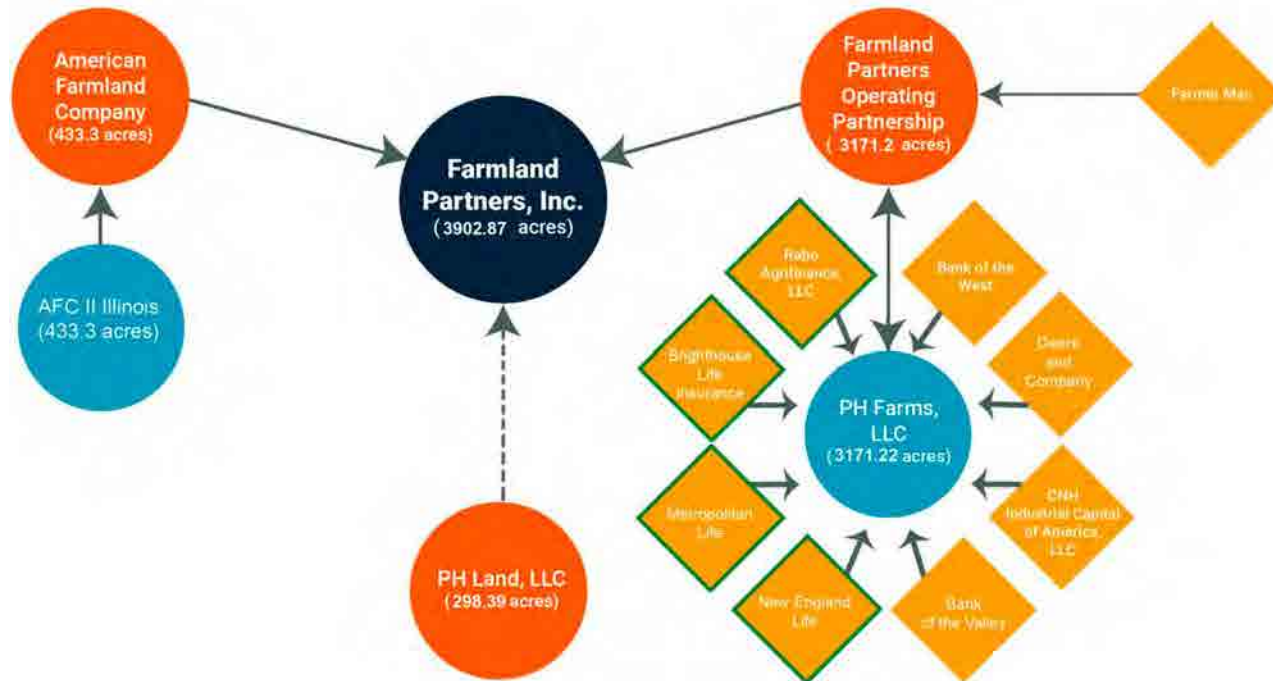 American
Farmland
Company
(433.3 acres)
Farmland
Partners
Operating
Partnership
( 3171.2 acres)
Farmer Mac
Farmland
Partners, Inc.
( 3902.87 acres)
AFC II Illinois
(433.3 acres)
Rabo
Agrifinance,
LLC
Bank of the
West
Brighthouse
Life
Insurance
Deere
and
Company
PH Farms,
LLC
( 3171.22 acres)
Metropolitan
Life
CNH
Industrial Capital
of America,
LLC
PH Land, LLC
( 298.39 acres)
New England
Life
Bank
of the Valley